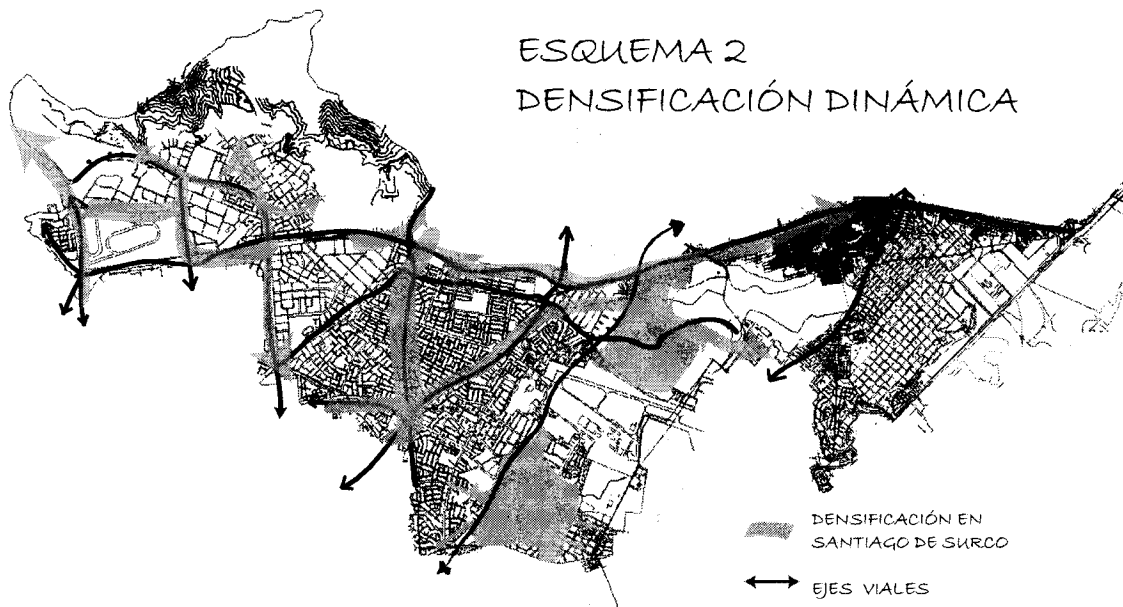 ESQUEMA 2
DENSIFICACIÓN DINÁMICA
DENSIFICACIÓN EN
SANTIAGO DE SURCO
EJES VIALES